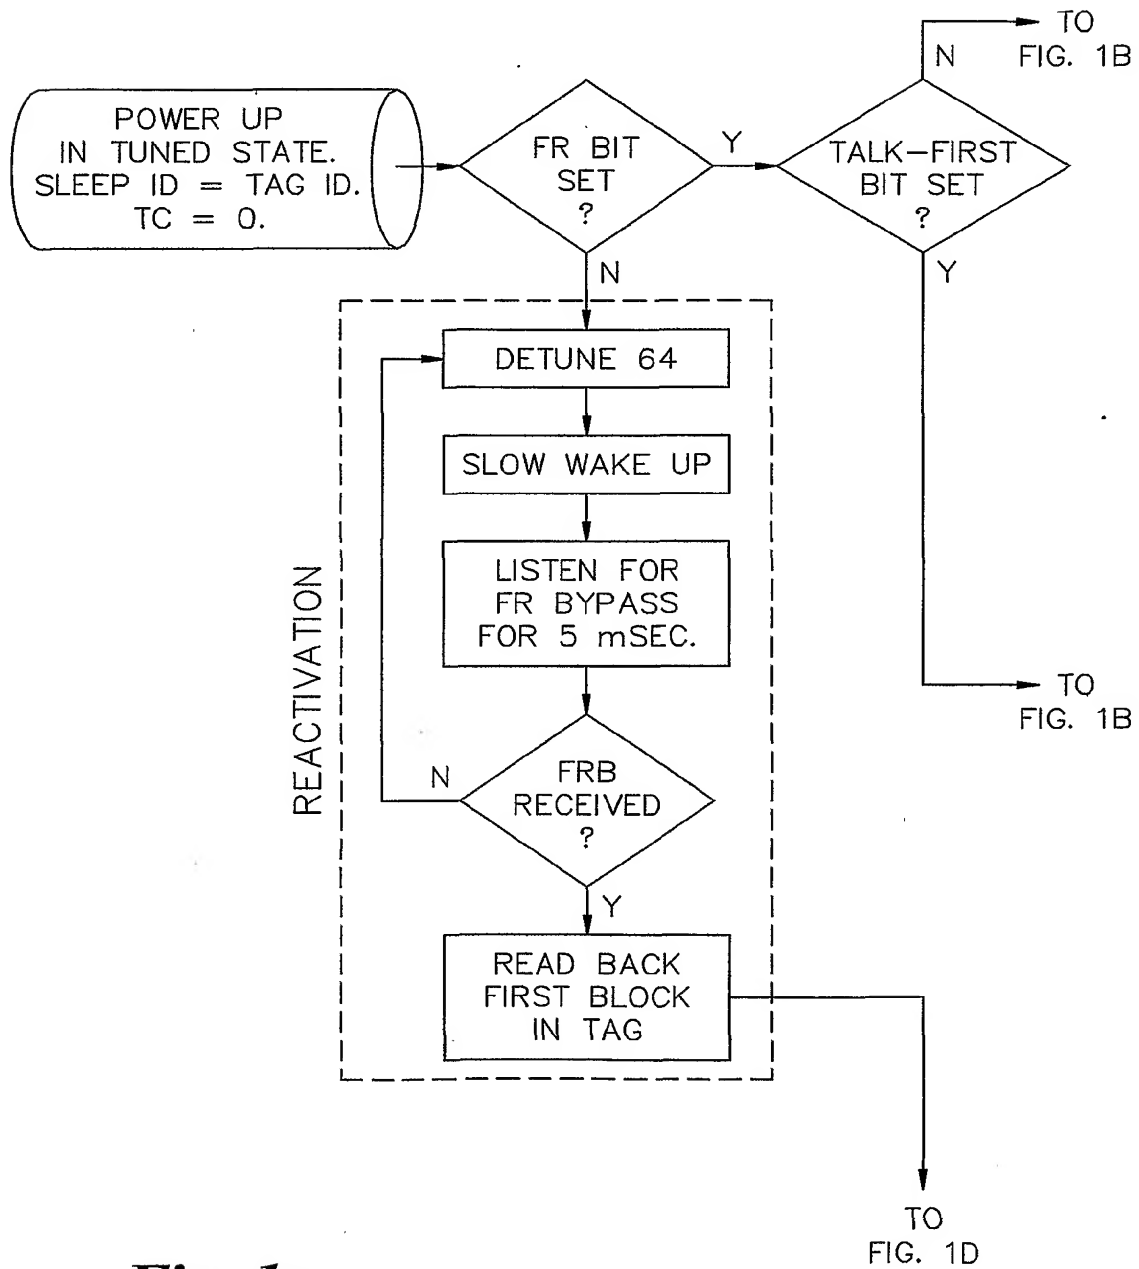 TO
FIG. 1B
N
POWER UP
IN TUNED STATE.
SLEEP ID = TAG ID.
TC = 0.
FR BIT
SET
?
Y
TALK-FIRST
BIT SET
?
N
Y
DETUNE 64
SLOW WAKE UP
LISTEN FOR
FR BYPASS
FOR 5 mSEC.
REACTIVATION
TO
FIG. 1B
N
FRB
RECEIVED
?
Y
READ BACK
FIRST BLOCK
IN TAG
TO
FIG. 1D